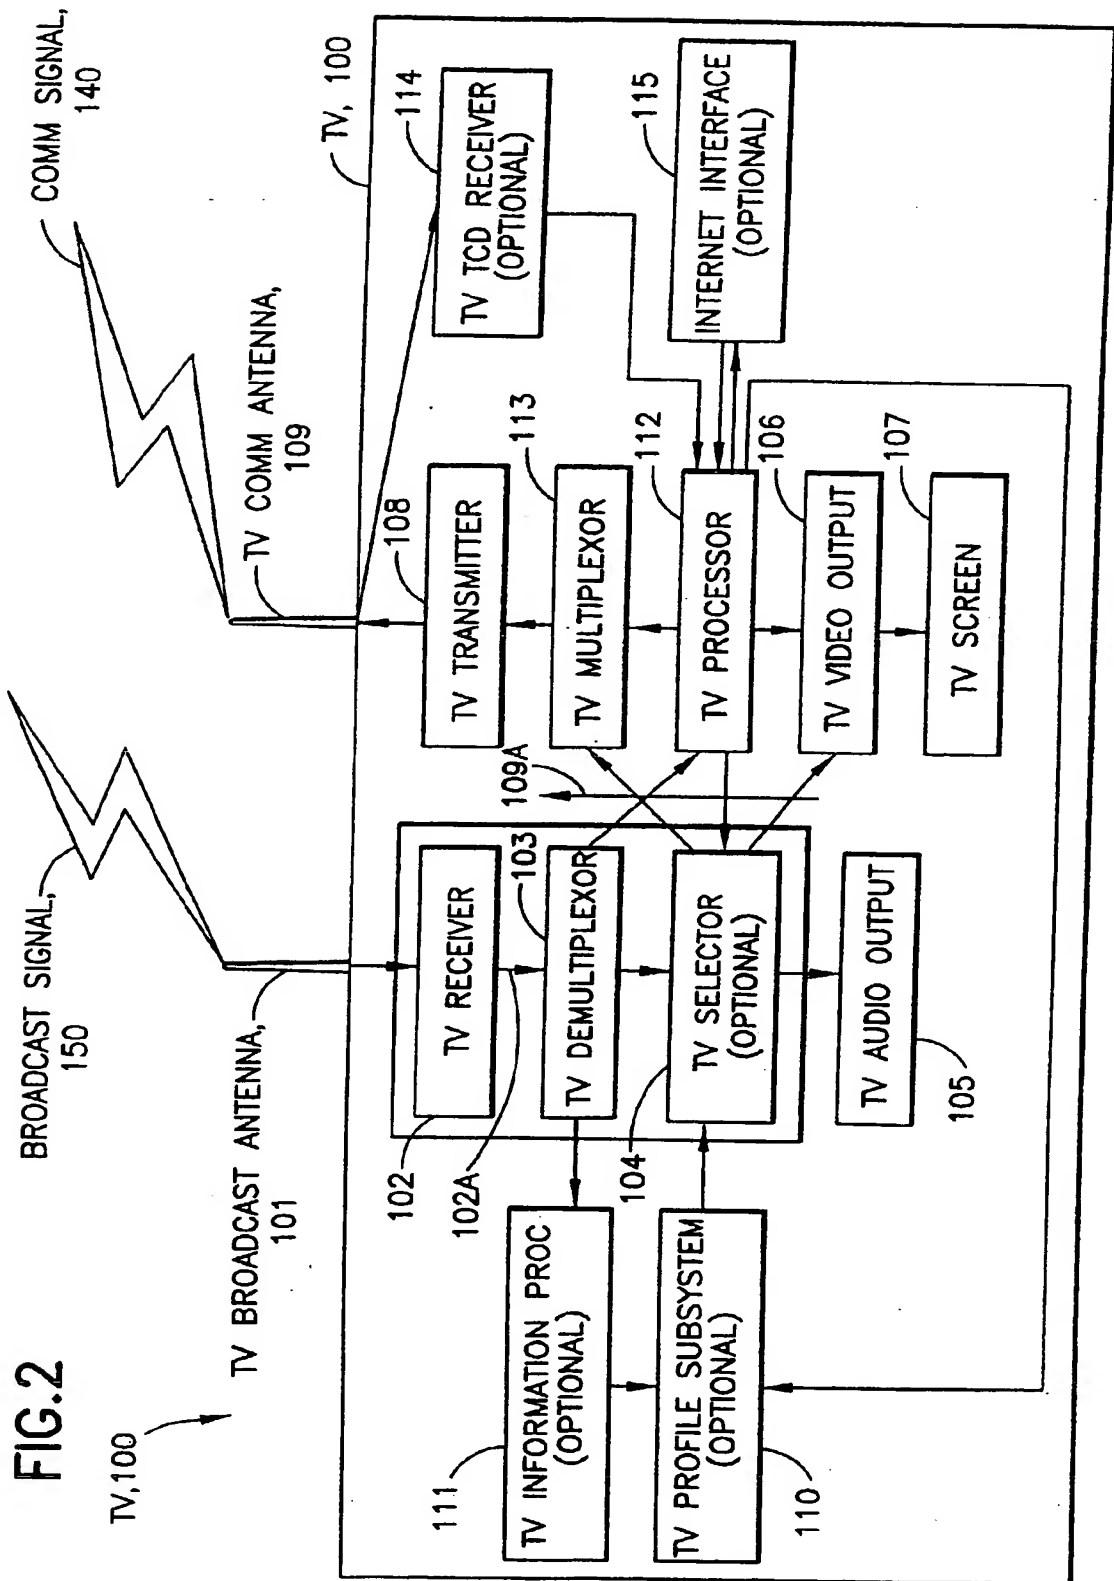 FIG.2
TV,100
BROADCAST SIGNAL,
150
TV BROADCAST ANTENNA,
101
COMM SIGNAL,
140
TV COMM ANTENNA,
109
TV, 100
102
TV RECEIVER
102A
TV DEMULTIPLEXOR
103
104
TV SELECTOR
(OPTIONAL)
TV AUDIO OUTPUT
105
111
TV INFORMATION PROC
(OPTIONAL)
TV PROFILE SUBSYSTEM
(OPTIONAL)
110
109A
108
TV TRANSMITTER
113
TV MULTIPLEXOR
112
TV PROCESSOR
106
TV VIDEO OUTPUT
107
TV SCREEN
114
TV TCD RECEIVER
(OPTIONAL)
115
INTERNET INTERFACE
(OPTIONAL)